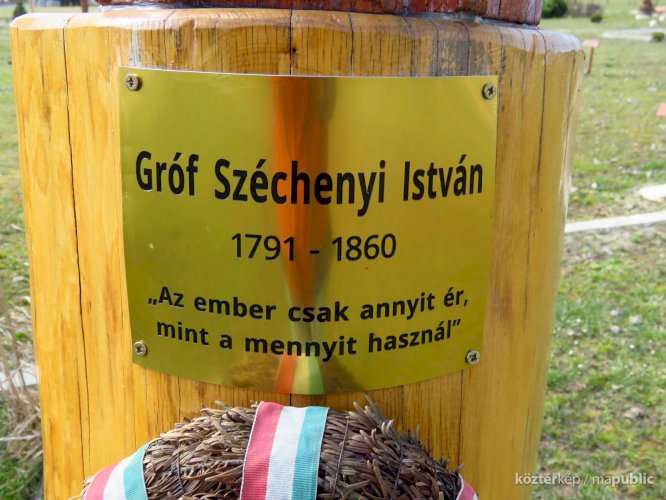 Gróf Széchenyi István
1791 - 1860
„Az ember csak annyit ér,
mint a mennyit használ”
köztérkép / mapublic